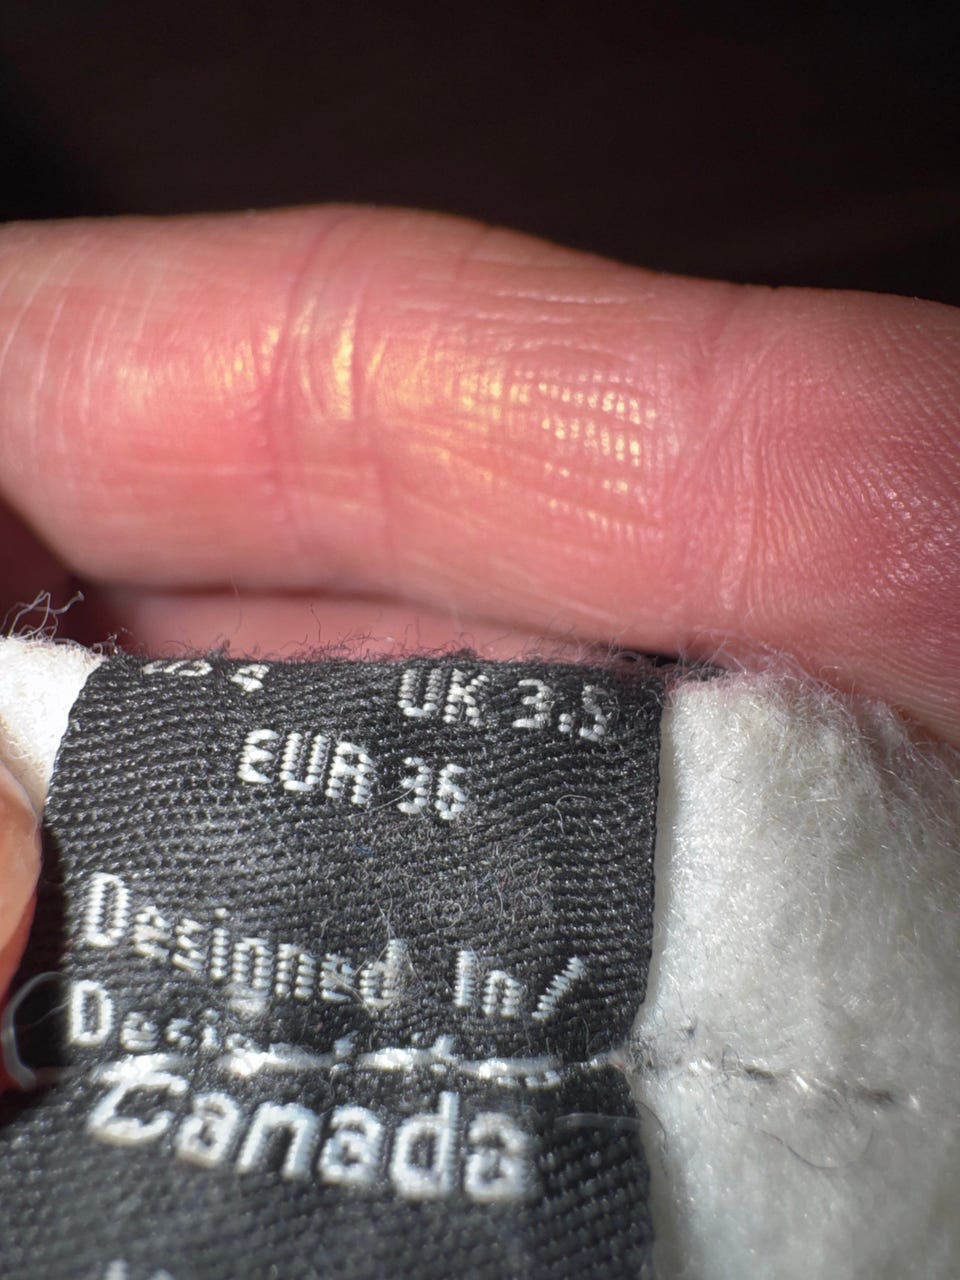 UK 3.5
EUR 36
Designed In/
Canada